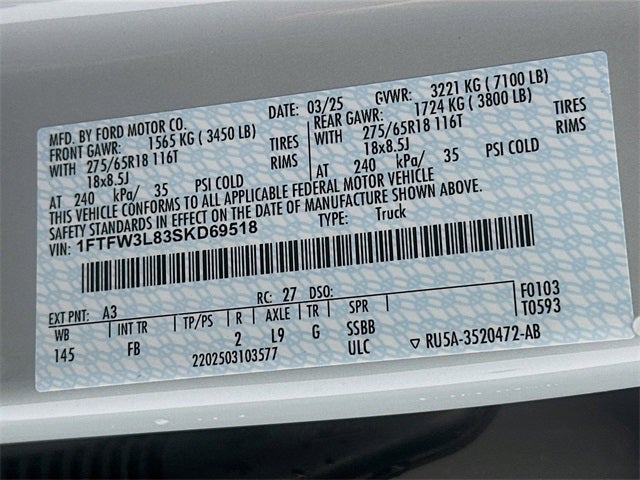 MFD. BY FORD MOTOR CO. DATE: 03/25 GVWR: 3221 KG ( 7100 LB)
FRONT GAWR: 1565 KG ( 3450 LB) REAR GAWR: 1724 KG ( 3800 LB)
WITH 275/65R18 116T TIRES WITH 275/65R18 116T TIRES
18x8.5J RIMS 18x8.5J RIMS
AT 240 kPa/ 35 PSI COLD AT 240 kPa/ 35 PSI COLD
THIS VEHICLE CONFORMS TO ALL APPLICABLE FEDERAL MOTOR VEHICLE
SAFETY STANDARDS IN EFFECT ON THE DATE OF MANUFACTURE SHOWN ABOVE.
VIN: 1FTFW3L83SKD69518 TYPE: Truck
EXT PNT: A3 RC: 27 DSO: F0103
WB INT TR TP/PS R AXLE TR SPR T0593
145 FB 2 L9 G SSBB
2202503103577 ULC RU5A-3520472-AB